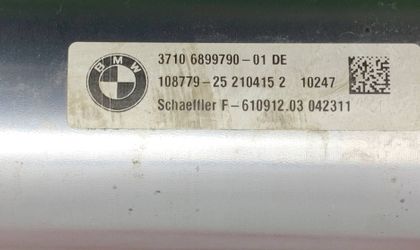 BMW
3710 6899790-01 DE
108779-25 210415 2 10247
Schaeffler F-610912.03 042311